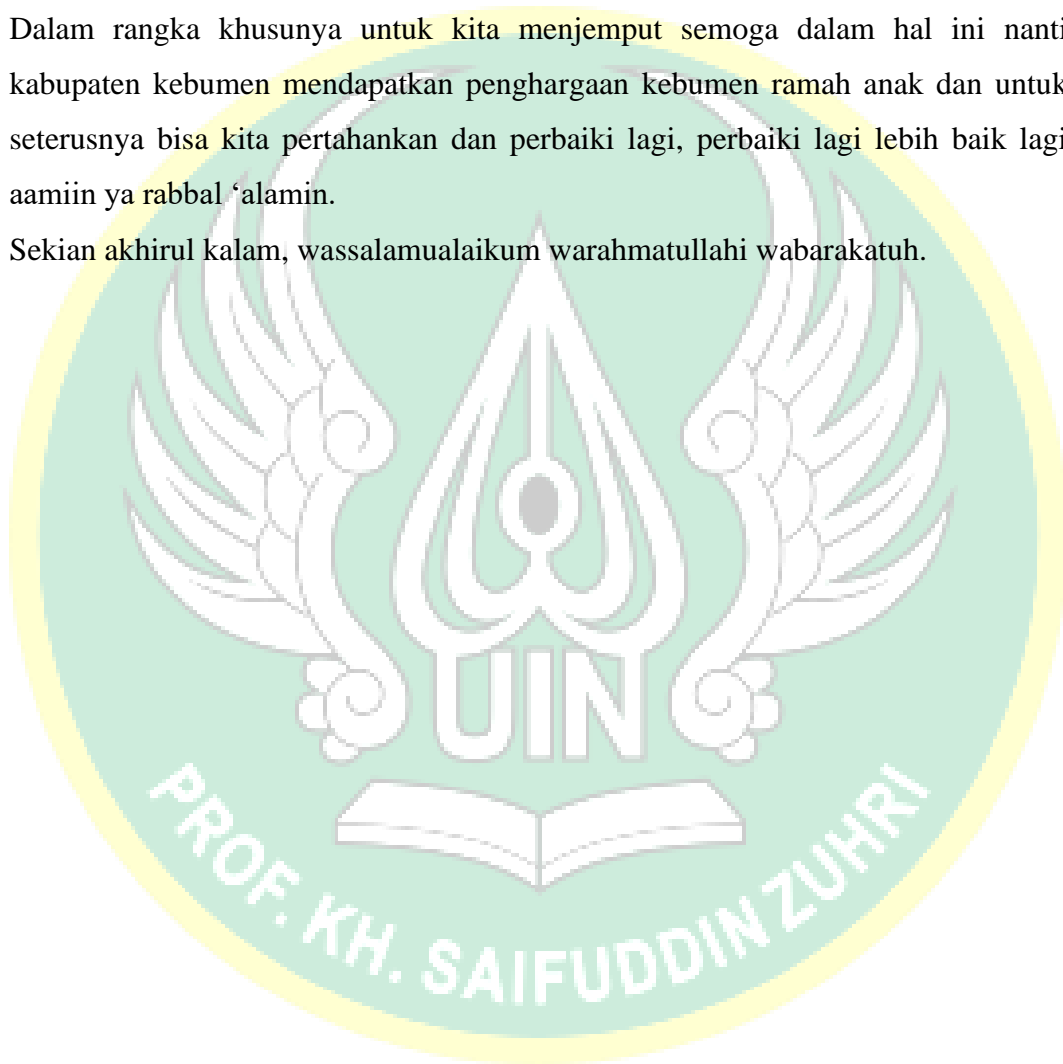 Dalam rangka khusunya untuk kita menjemput semoga dalam hal ini nanti
kabupaten kebumen mendapatkan penghargaan kebumen ramah anak dan untuk
seterusnya bisa kita pertahankan dan perbaiki lagi, perbaiki lagi lebih baik lagi
aamiin ya rabbal ‘alamin.
Sekian akhirul kalam, wassalamualaikum warahmatullahi wabarakatuh.
UIN
PROF. KH. SAIFUDDIN ZUHRI